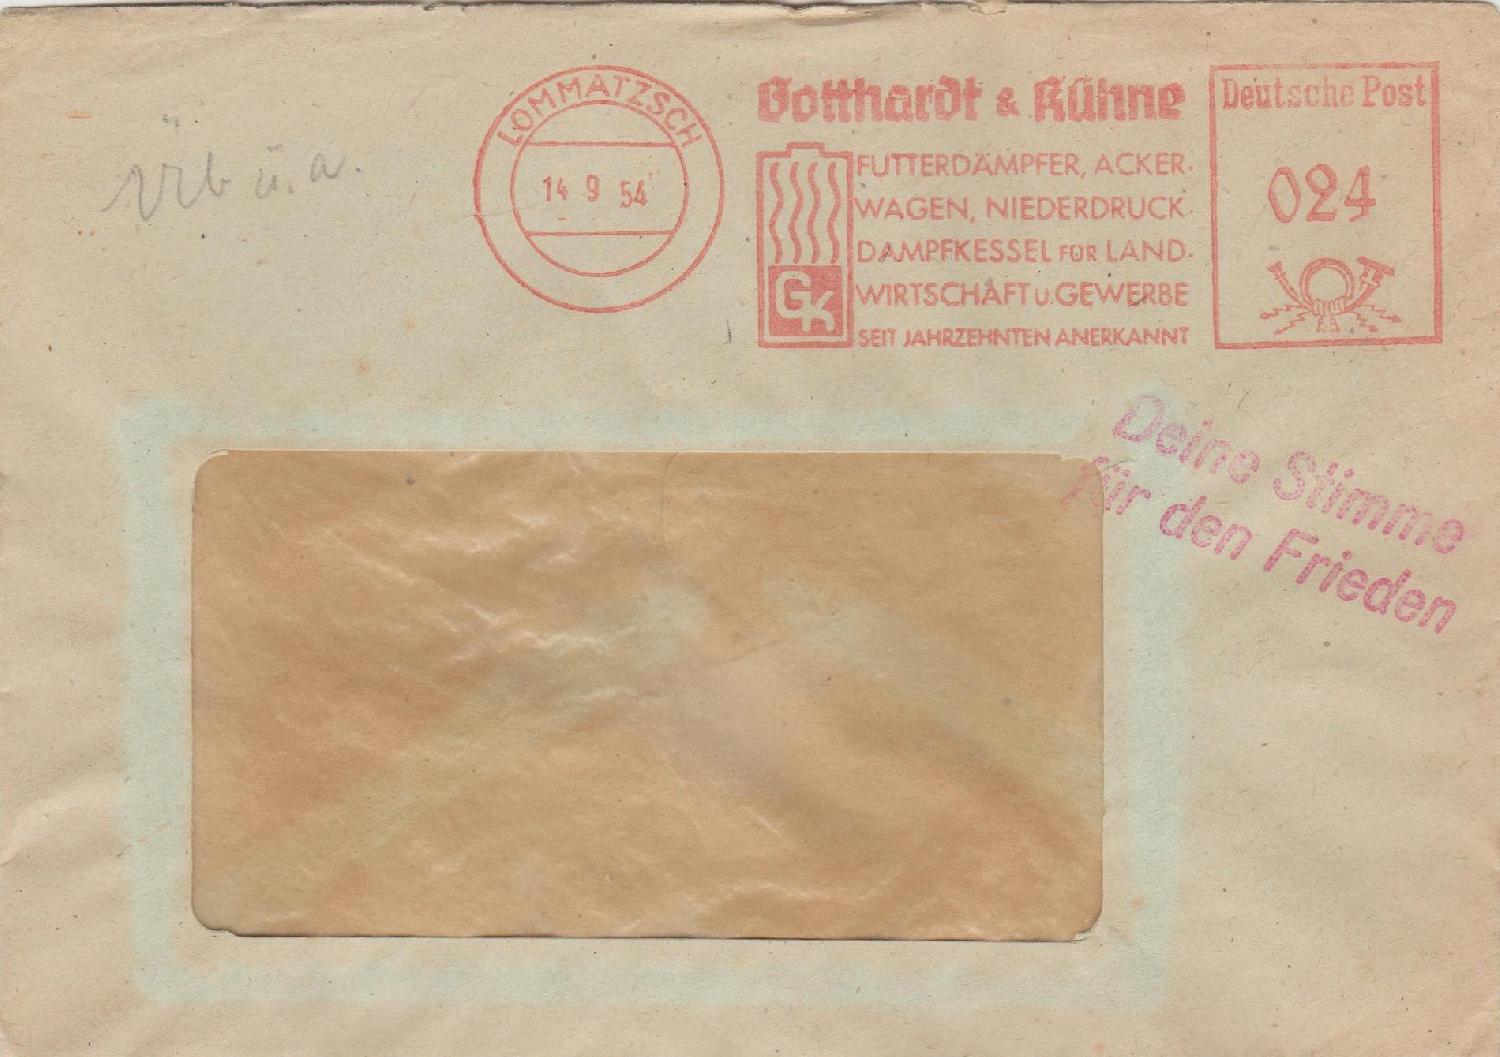 LOMMATZSCH
14 9 54
Gotthardt & Kühne
FUTTERDÄMPFER, ACKER-
WAGEN, NIEDERDRUCK-
DAMPFKESSEL FÜR LAND-
WIRTSCHAFT U. GEWERBE
SEIT JAHRZEHNTEN ANERKANNT
GK
Deutsche Post
024
Deine Stimme
für den Frieden
ü. a.